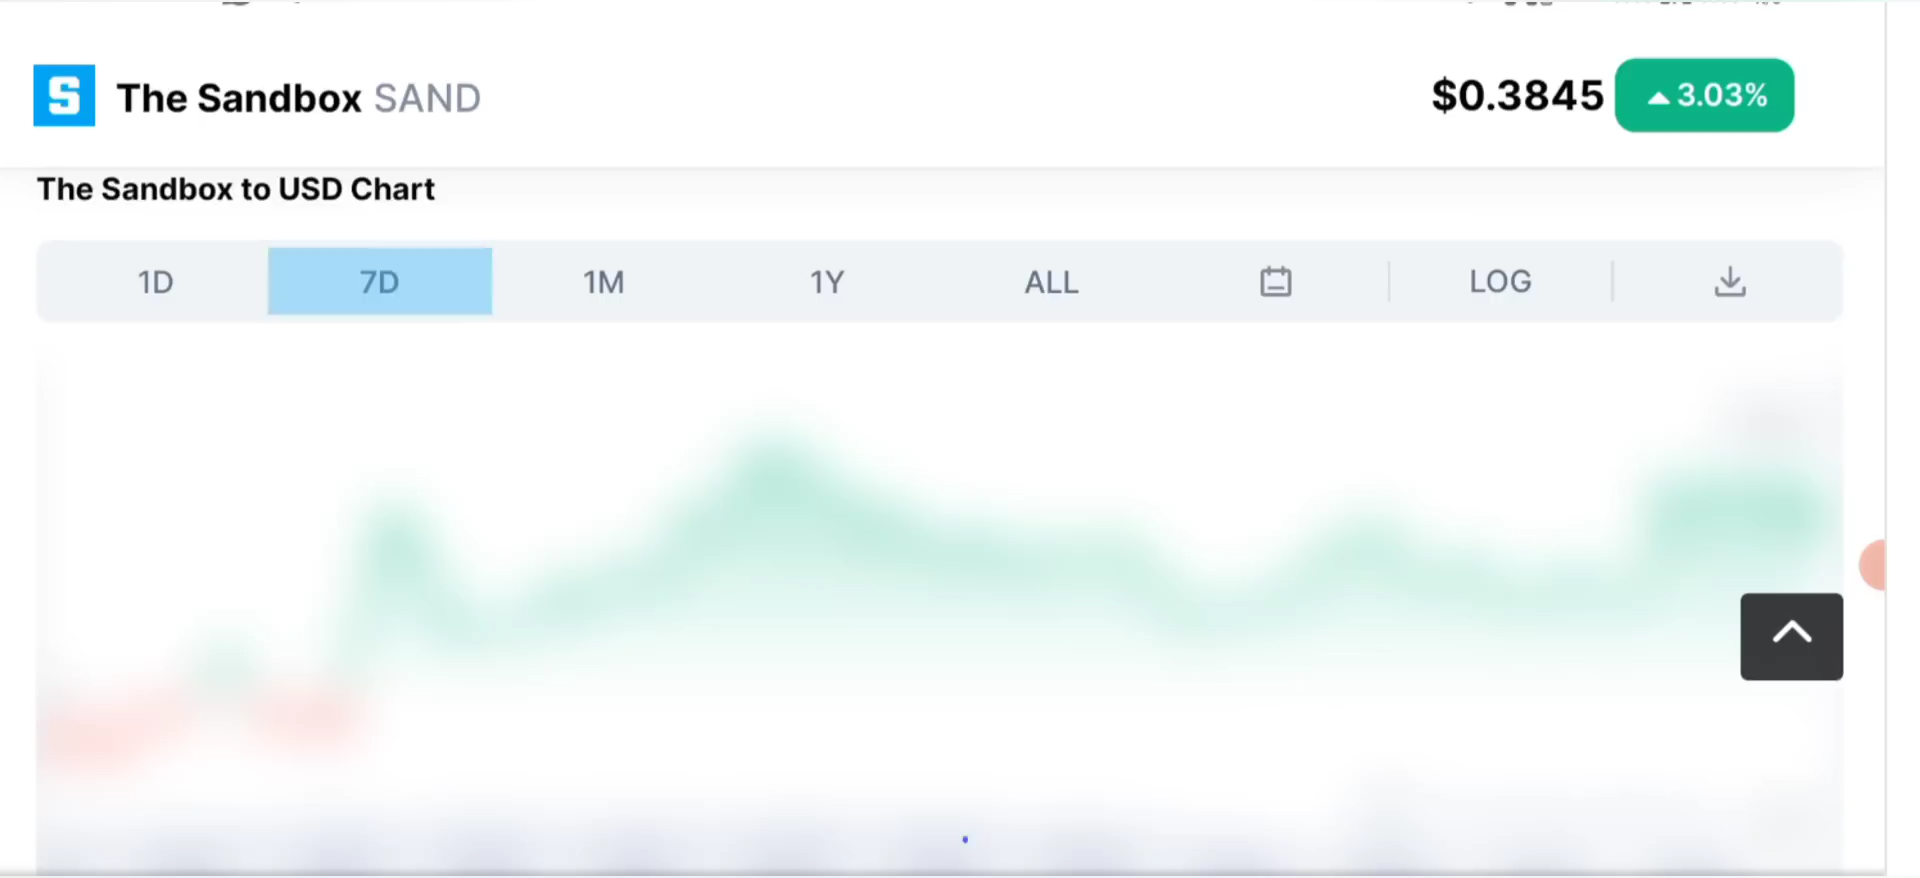 The Sandbox SAND
$0.3845 3.03%
The Sandbox to USD Chart
1D 7D 1M 1Y ALL LOG